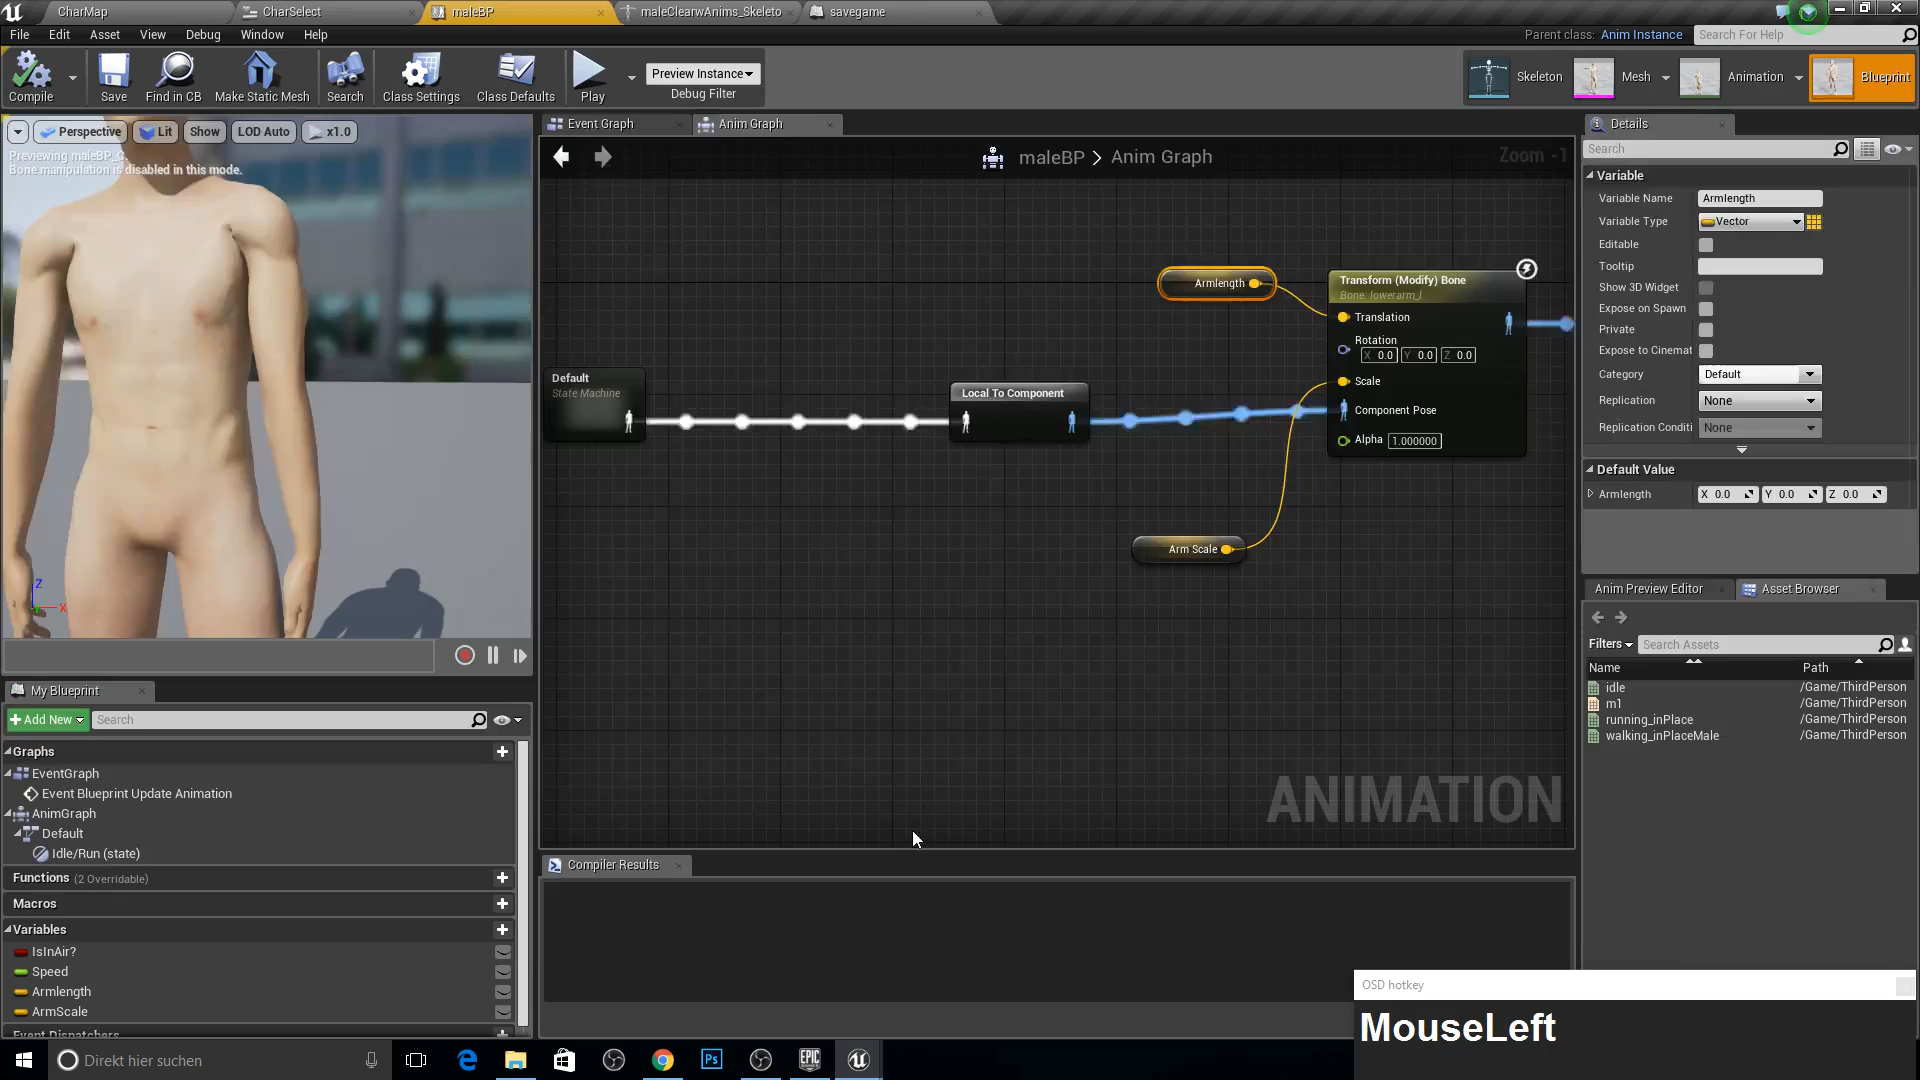 CharMap
CharSelect
maleBP
maleClearwAnims_Skeleto
savegame
File Edit Asset View Debug Window Help
Parent class: Anim Instance
Search For Help
Compile
Save
Find in CB
Make Static Mesh
Search
Class Settings
Class Defaults
Play
Preview Instance
Debug Filter
Skeleton
Mesh
Animation
Blueprint
Perspective
Lit
Show
LOD Auto
x1.0
Previewing maleBP_C.
Bone manipulation is disabled in this mode.
Z
X
Event Graph
Anim Graph
maleBP > Anim Graph
Zoom -1
Armlength
Transform (Modify) Bone
Bone: lowerarm_l
Translation
Rotation
X 0.0 Y 0.0 Z 0.0
Scale
Component Pose
Alpha 1.000000
Default
State Machine
Local To Component
Arm Scale
ANIMATION
Compiler Results
My Blueprint
Add New
Search
Graphs
EventGraph
Event Blueprint Update Animation
AnimGraph
Default
Idle/Run (state)
Functions (2 Overridable)
Macros
Variables
IsInAir?
Speed
Armlength
ArmScale
Event Dispatchers
Details
Search
Variable
Variable Name Armlength
Variable Type Vector
Editable
Tooltip
Show 3D Widget
Expose on Spawn
Private
Expose to Cinemat
Category Default
Replication None
Replication Conditi None
Default Value
Armlength X 0.0 Y 0.0 Z 0.0
Anim Preview Editor
Asset Browser
Filters
Search Assets
Name Path
idle /Game/ThirdPerson
m1 /Game/ThirdPerson
running_inPlace /Game/ThirdPerson
walking_inPlaceMale /Game/ThirdPerson
OSD hotkey
MouseLeft
Direkt hier suchen
Ps
EPIC